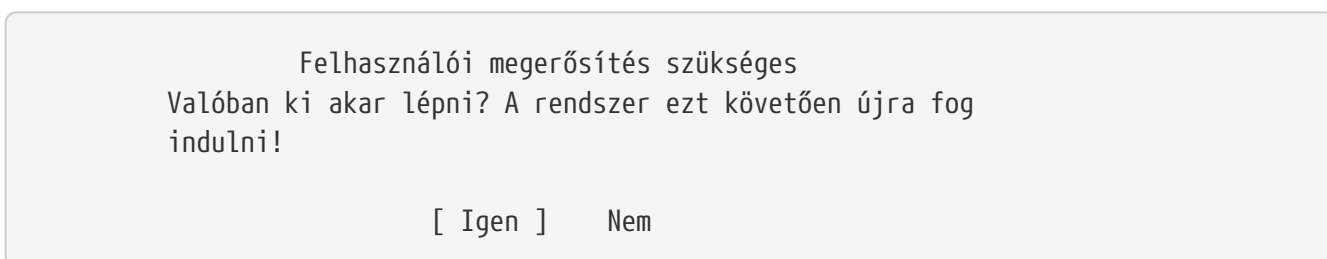 Felhasználói megerősítés szükséges
Valóban ki akar lépni? A rendszer ezt követően újra fog
indulni!
[ Igen ] Nem